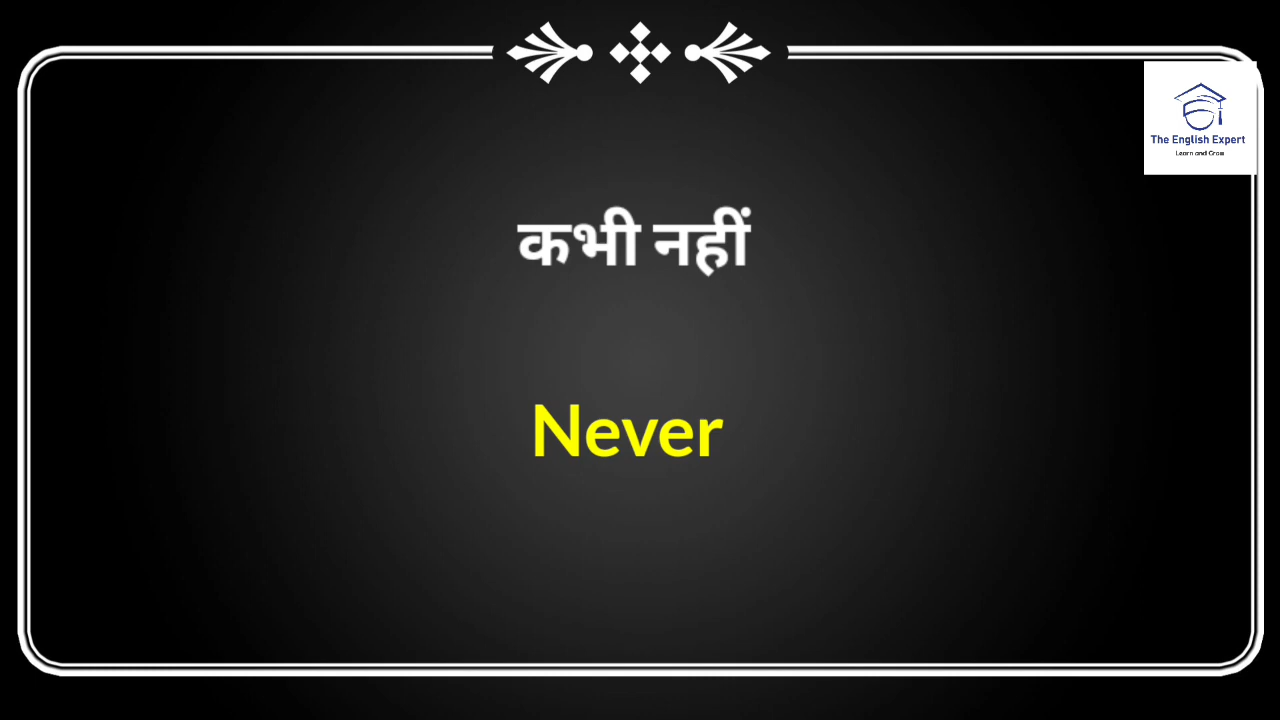 The English Expert
Learn and Grow
कभी नहीं
Never